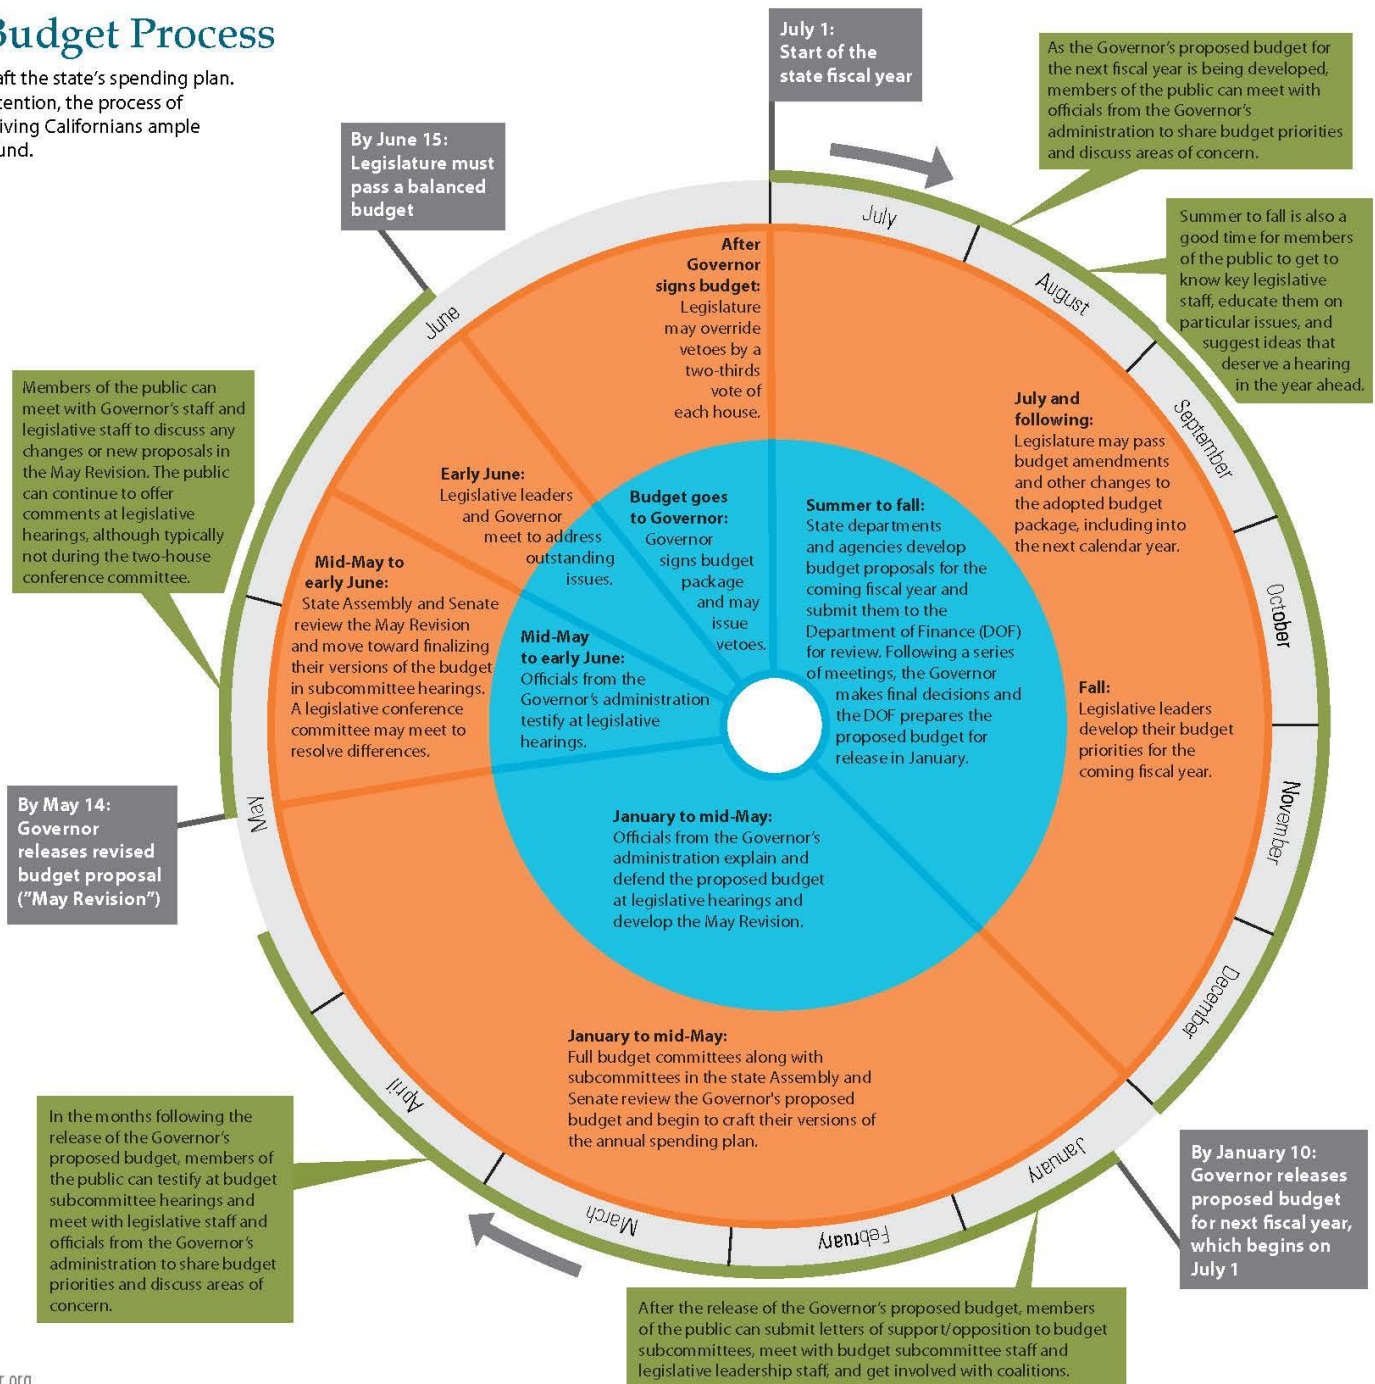 Budget Process
aft the state's spending plan.
tention, the process of
iving Californians ample
und.
July 1:
Start of the
state fiscal year
As the Governor's proposed budget for
the next fiscal year is being developed,
members of the public can meet with
officials from the Governor's
administration to share budget priorities
and discuss areas of concern.
By June 15:
Legislature must
pass a balanced
budget
Summer to fall is also a
good time for members
of the public to get to
know key legislative
staff, educate them on
particular issues, and
suggest ideas that
deserve a hearing
in the year ahead.
July
August
September
October
November
December
January
February
March
April
May
June
After
Governor
signs budget:
Legislature
may override
vetoes by a
two-thirds
vote of
each house.
July and
following:
Legislature may pass
budget amendments
and other changes to
the adopted budget
package, including into
the next calendar year.
Members of the public can
meet with Governor's staff and
legislative staff to discuss any
changes or new proposals in
the May Revision. The public
can continue to offer
comments at legislative
hearings, although typically
not during the two-house
conference committee.
Early June:
Legislative leaders
and Governor
meet to address
outstanding
issues.
Budget goes
to Governor:
Governor
signs budget
package
and may
issue
vetoes.
Summer to fall:
State departments
and agencies develop
budget proposals for the
coming fiscal year and
submit them to the
Department of Finance (DOF)
for review. Following a series
of meetings, the Governor
makes final decisions and
the DOF prepares the
proposed budget for
release in January.
Mid-May to
early June:
State Assembly and Senate
review the May Revision
and move toward finalizing
their versions of the budget
in subcommittee hearings.
A legislative conference
committee may meet to
resolve differences.
Mid-May
to early June:
Officials from the
Governor's administration
testify at legislative
hearings.
Fall:
Legislative leaders
develop their budget
priorities for the
coming fiscal year.
By May 14:
Governor
releases revised
budget proposal
("May Revision")
January to mid-May:
Officials from the Governor's
administration explain and
defend the proposed budget
at legislative hearings and
develop the May Revision.
January to mid-May:
Full budget committees along with
subcommittees in the state Assembly and
Senate review the Governor's proposed
budget and begin to craft their versions of
the annual spending plan.
In the months following the
release of the Governor's
proposed budget, members of
the public can testify at budget
subcommittee hearings and
meet with legislative staff and
officials from the Governor's
administration to share budget
priorities and discuss areas of
concern.
By January 10:
Governor releases
proposed budget
for next fiscal year,
which begins on
July 1
After the release of the Governor's proposed budget, members
of the public can submit letters of support/opposition to budget
subcommittees, meet with budget subcommittee staff and
legislative leadership staff, and get involved with coalitions.
r.org